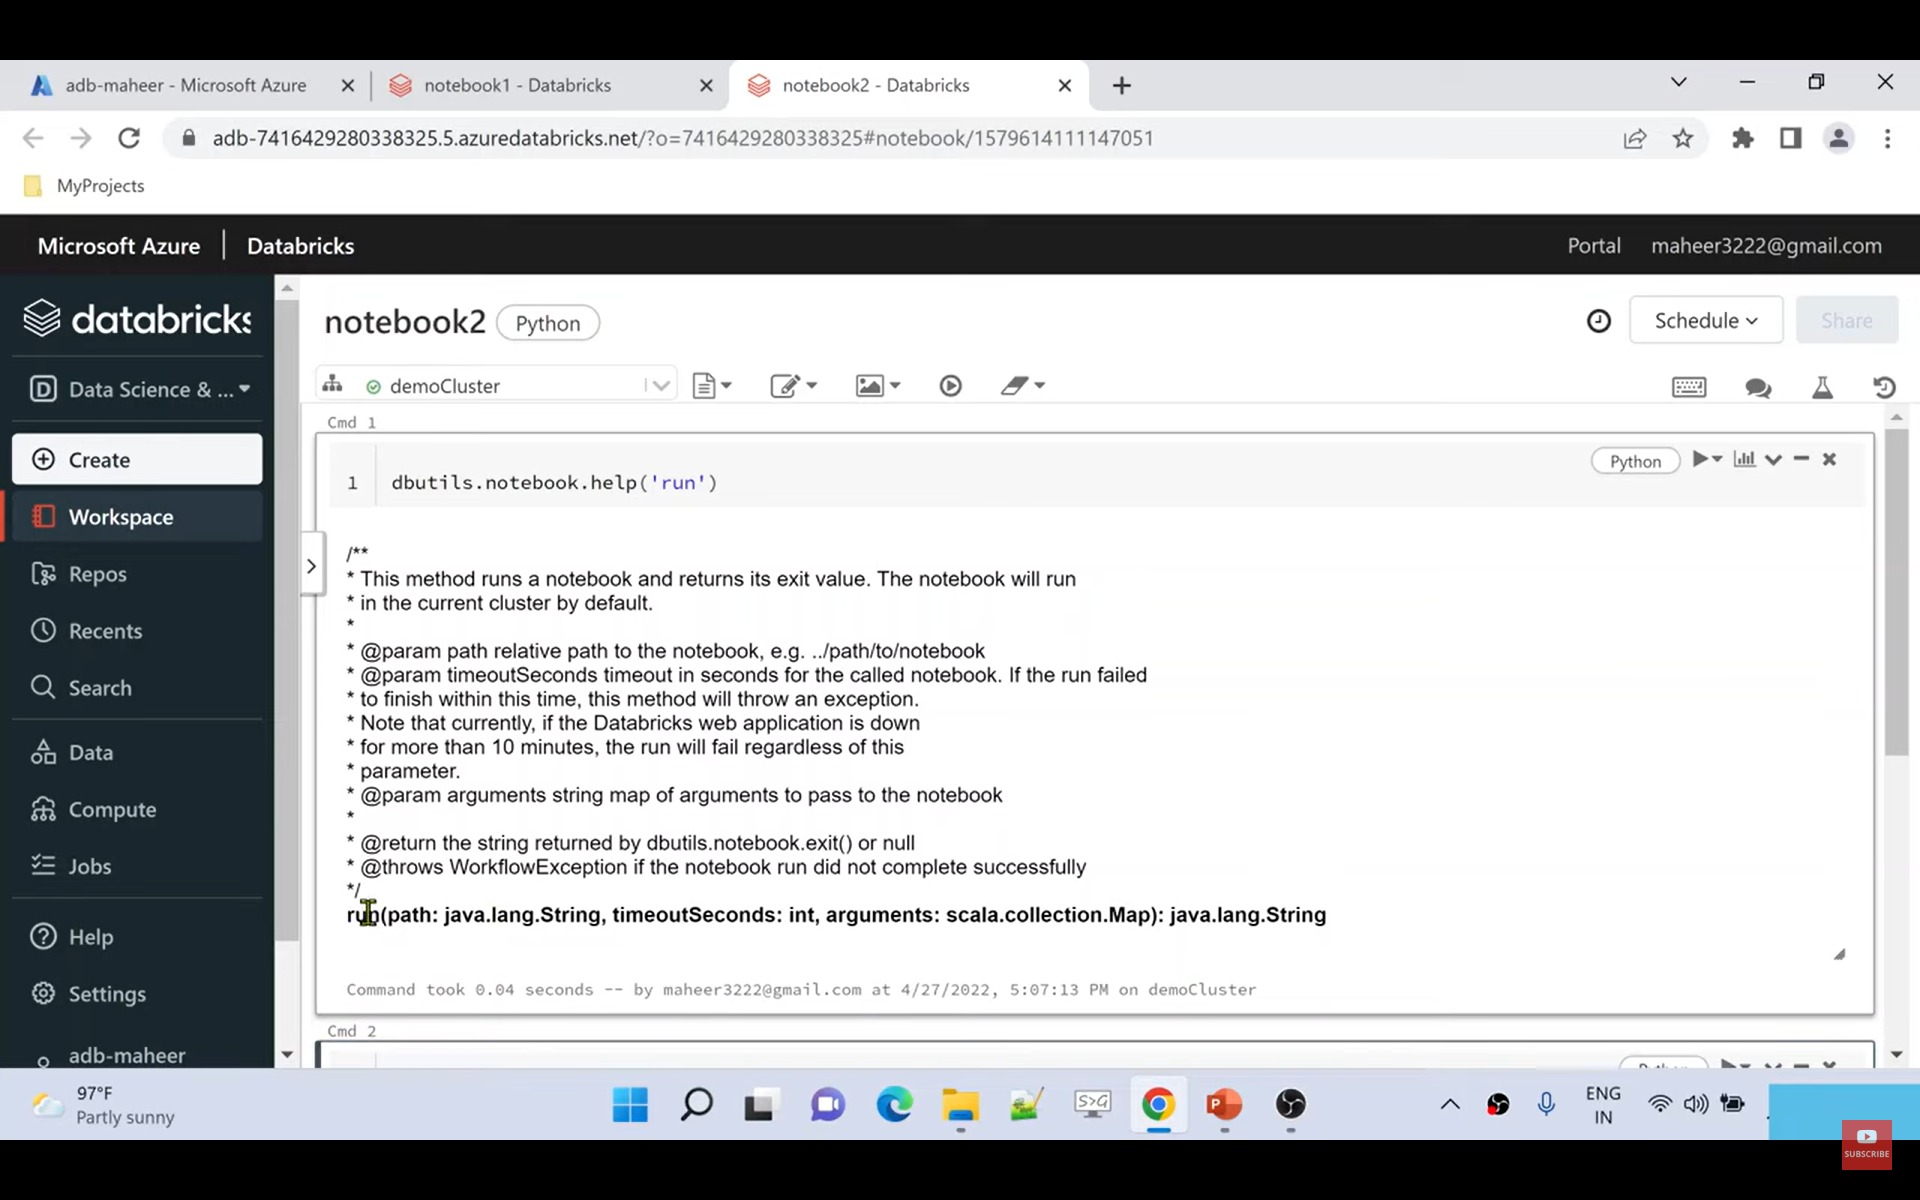 adb-maheer - Microsoft Azure
notebook1 - Databricks
notebook2 - Databricks
adb-7416429280338325.5.azuredatabricks.net/?o=7416429280338325#notebook/1579614111147051
MyProjects
Microsoft Azure
Databricks
Portal
maheer3222@gmail.com
databricks
notebook2
Python
Schedule
Share
D
Data Science & ...
demoCluster
Create
Workspace
Repos
Recents
Search
Data
Compute
Jobs
Help
Settings
adb-maheer
Cmd 1
Python
1
dbutils.notebook.help('run')
/**
* This method runs a notebook and returns its exit value. The notebook will run
* in the current cluster by default.
*
* @param path relative path to the notebook, e.g. ../path/to/notebook
* @param timeoutSeconds timeout in seconds for the called notebook. If the run failed
* to finish within this time, this method will throw an exception.
* Note that currently, if the Databricks web application is down
* for more than 10 minutes, the run will fail regardless of this
* parameter.
* @param arguments string map of arguments to pass to the notebook
*
* @return the string returned by dbutils.notebook.exit() or null
* @throws WorkflowException if the notebook run did not complete successfully
*/
run(path: java.lang.String, timeoutSeconds: int, arguments: scala.collection.Map): java.lang.String
Command took 0.04 seconds -- by maheer3222@gmail.com at 4/27/2022, 5:07:13 PM on demoCluster
Cmd 2
Python
97°F
Partly sunny
S>G
P
ENG
IN
SUBSCRIBE